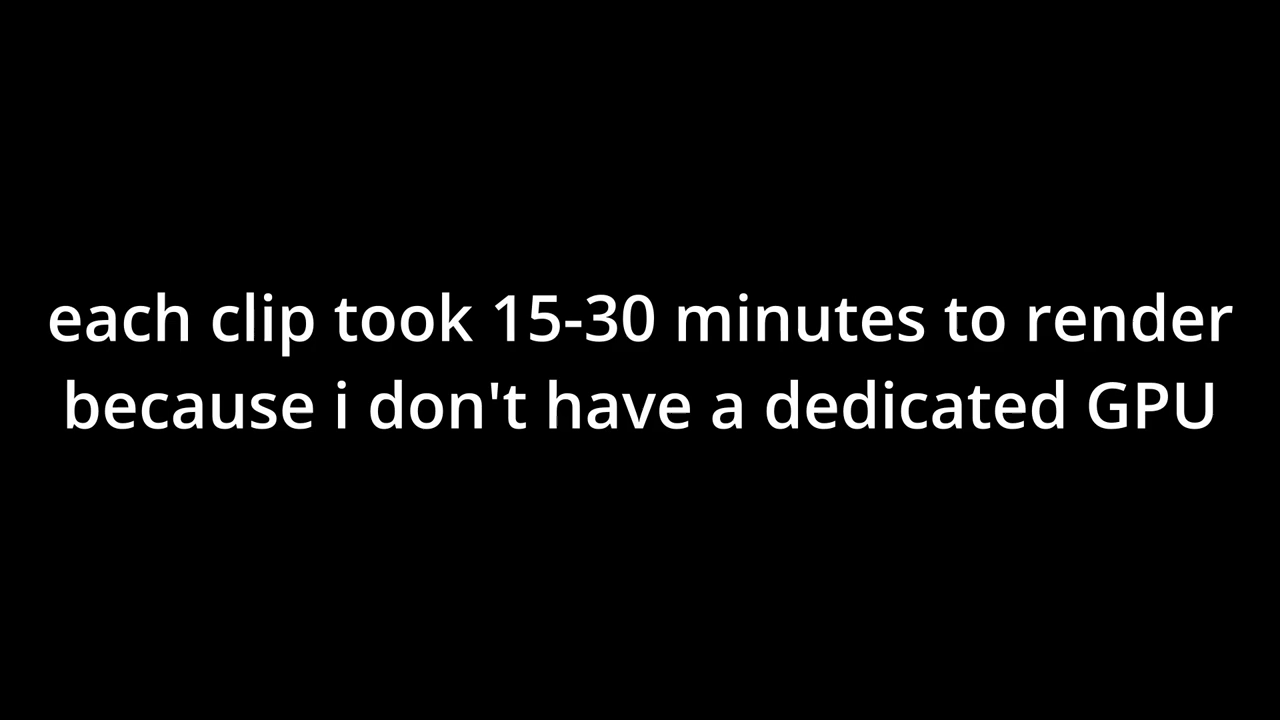 each clip took 15-30 minutes to render
because i don't have a dedicated GPU